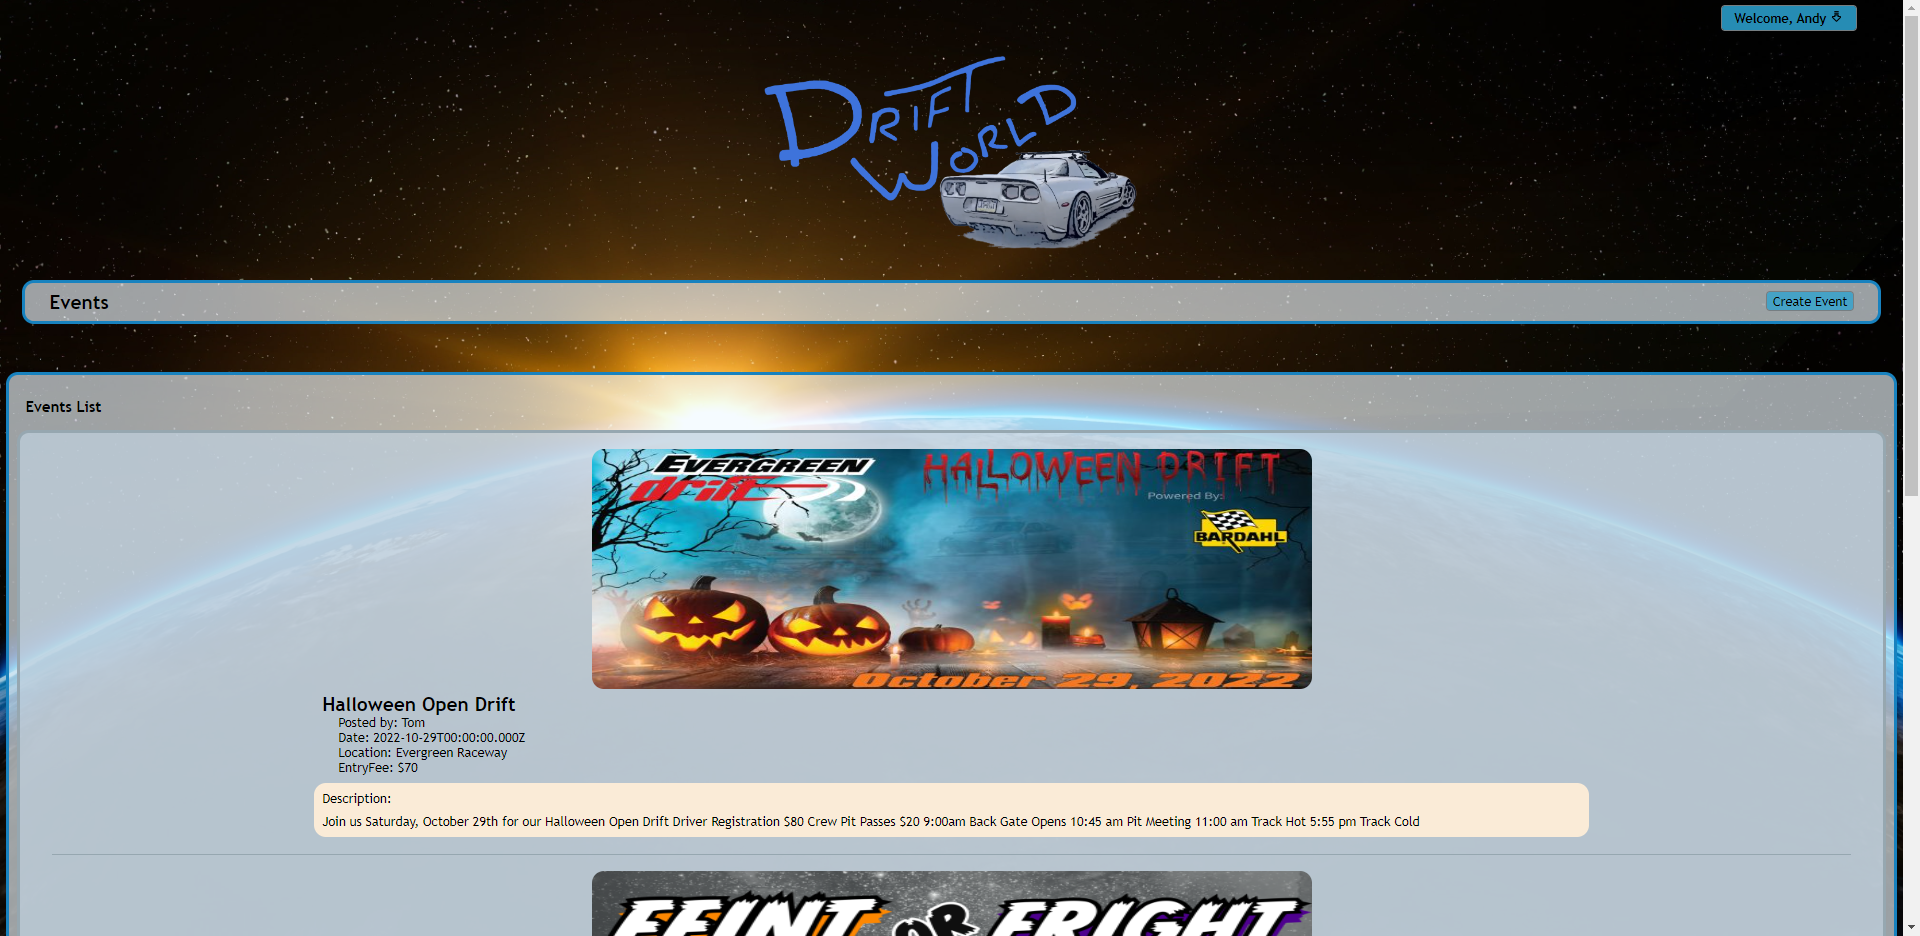 Welcome, Andy
DRIFT
WORLD
Events
Create Event
Events List
EVERGREEN
drift
HALLOWEEN DRIFT
Powered By:
BARDAHL
October 29, 2022
Halloween Open Drift
Posted by: Tom
Date: 2022-10-29T00:00:00.000Z
Location: Evergreen Raceway
EntryFee: $70
Description:
Join us Saturday, October 29th for our Halloween Open Drift Driver Registration $80 Crew Pit Passes $20 9:00am Back Gate Opens 10:45 am Pit Meeting 11:00 am Track Hot 5:55 pm Track Cold
FEINT OR FRIGHT